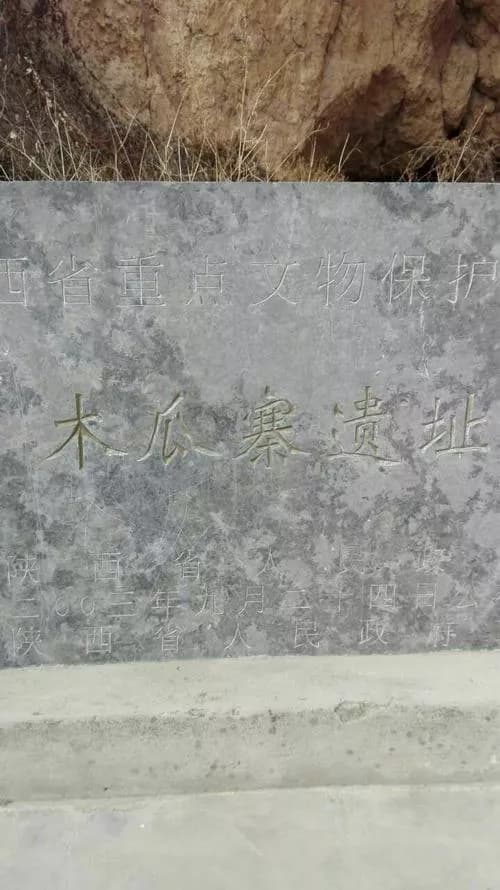 西省重点文物保护
木瓜寨遗址
陕西省人民政
二〇〇三年九月二十四日公
陕西省人民政府